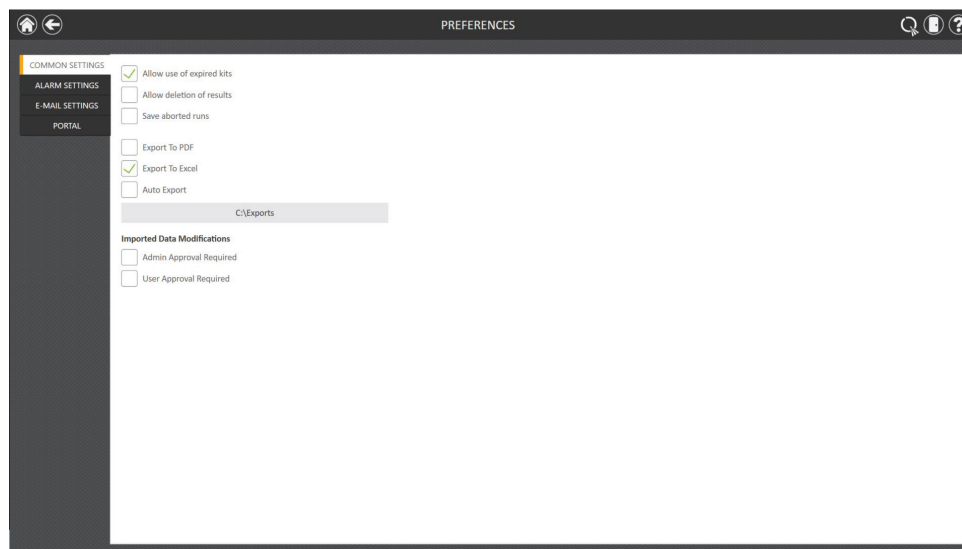 PREFERENCES
?
COMMON SETTINGS
ALARM SETTINGS
E-MAIL SETTINGS
PORTAL
Allow use of expired kits
Allow deletion of results
Save aborted runs
Export To PDF
Export To Excel
Auto Export
C:\Exports
Imported Data Modifications
Admin Approval Required
User Approval Required